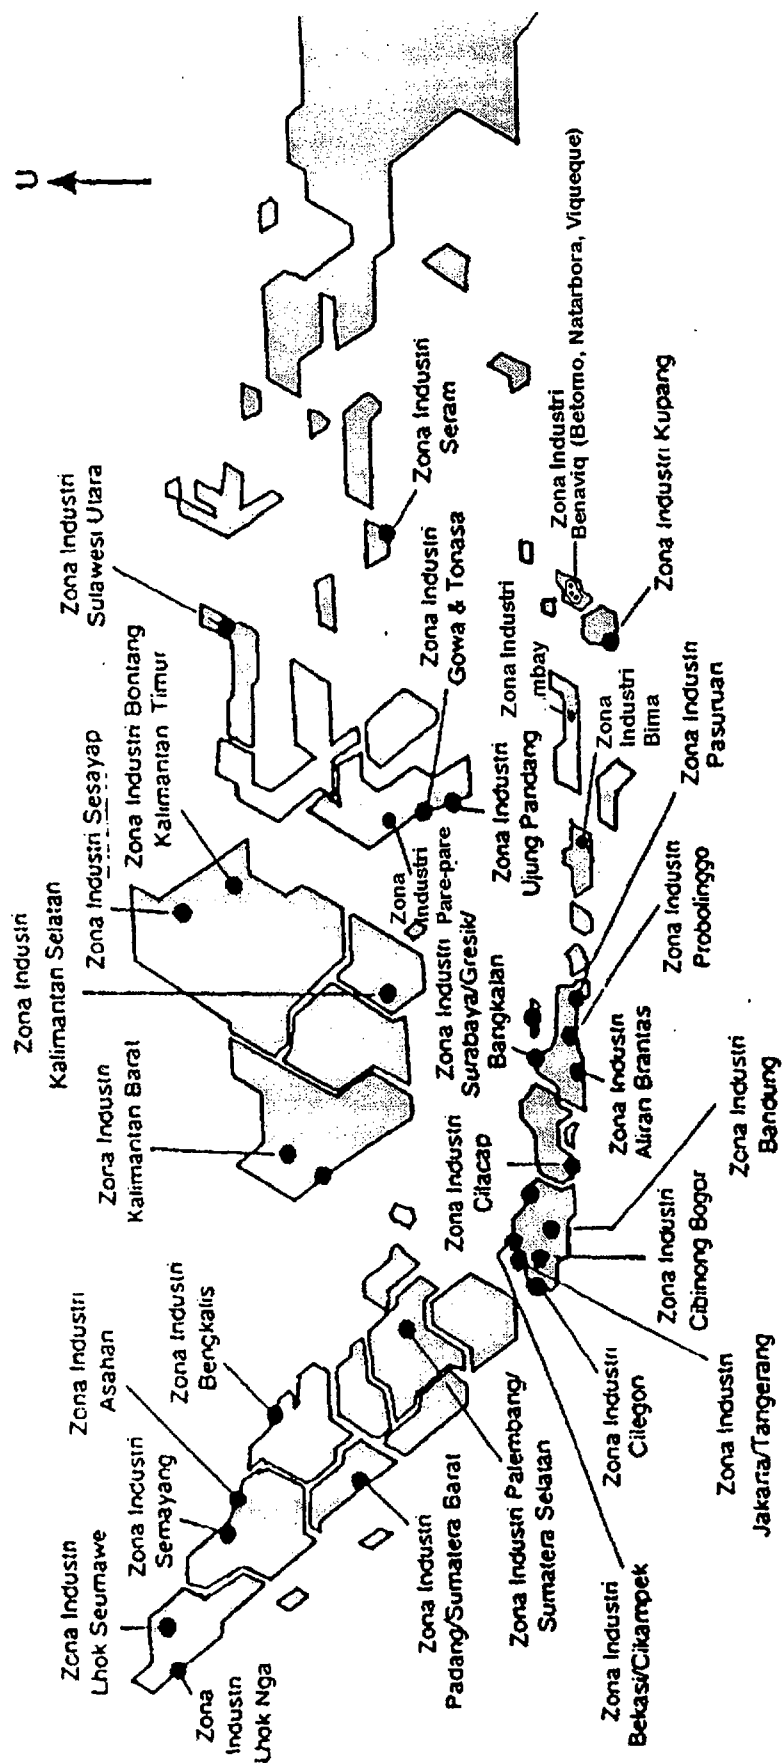 U
Zona Industri
Sulawesi Utara
Zona Industri Bontang
Kalimantan Timur
Zona Industri Sesayap
Zona Industri
Kalimantan Selatan
Zona Industri
Kalimantan Barat
Zona Industri
Bengkalis
Zona Industri
Asahan
Zona Industri
Semayang
Zona Industri
Lhok Seumawe
Zona
Industri
Lhok Nga
Zona Industri
Padang/Sumatera Barat
Zona Industri Palembang/
Sumatera Selatan
Zona Industri
Bekasi/Cikampek
Zona Industri
Cilegon
Zona Industri
Jakarta/Tangerang
Zona Industri
Cibinong Bogor
Zona Industri
Bandung
Zona Industri
Cilacap
Zona Industri
Surabaya/Gresik/
Bangkalan
Zona Industri
Aliran Brantas
Zona Industri
Probolinggo
Zona Industri
Pasuruan
Zona
Industri
Pare-pare
Zona Industri
Ujung Pandang
Zona Industri
Gowa & Tonasa
Zona Industri
Seram
Zona Industri
mbay
Zona
Industri
Bima
Zona Industri
Benaviq (Betomo, Natarbora, Viqueque)
Zona Industri Kupang